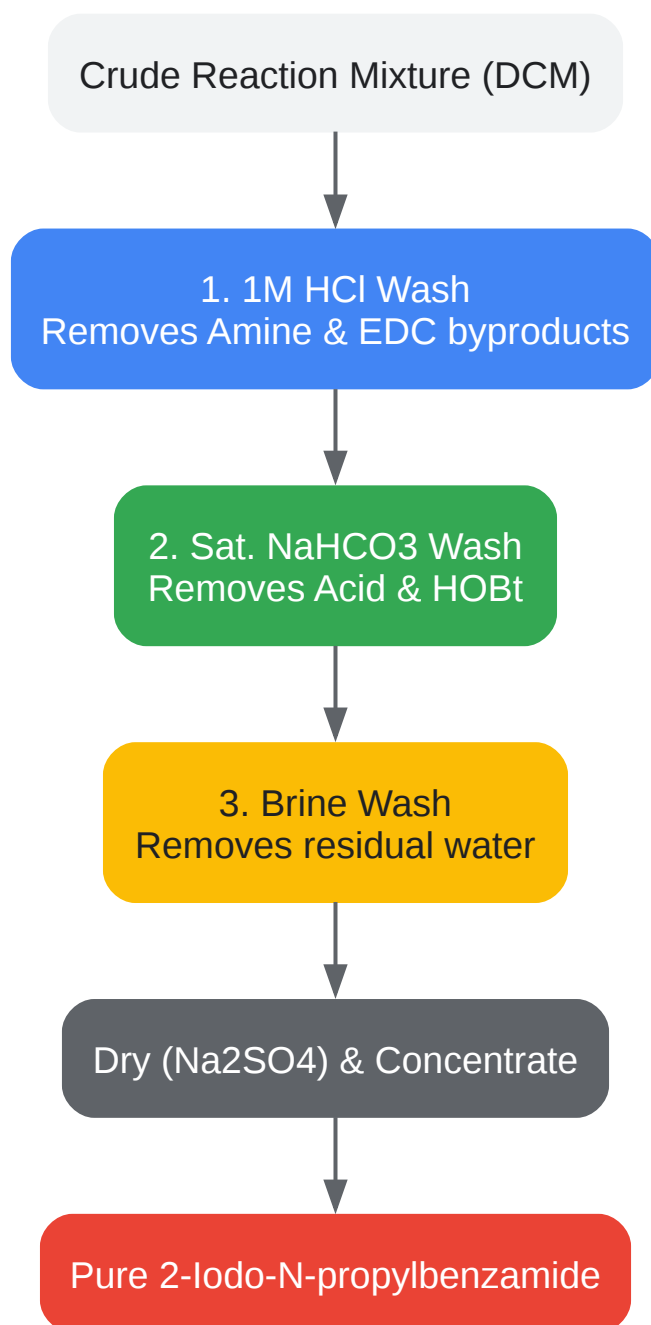 Crude Reaction Mixture (DCM)
1. 1M HCl Wash
Removes Amine & EDC byproducts
2. Sat. NaHCO3 Wash
Removes Acid & HOBt
3. Brine Wash
Removes residual water
Dry (Na2SO4) & Concentrate
Pure 2-Iodo-N-propylbenzamide